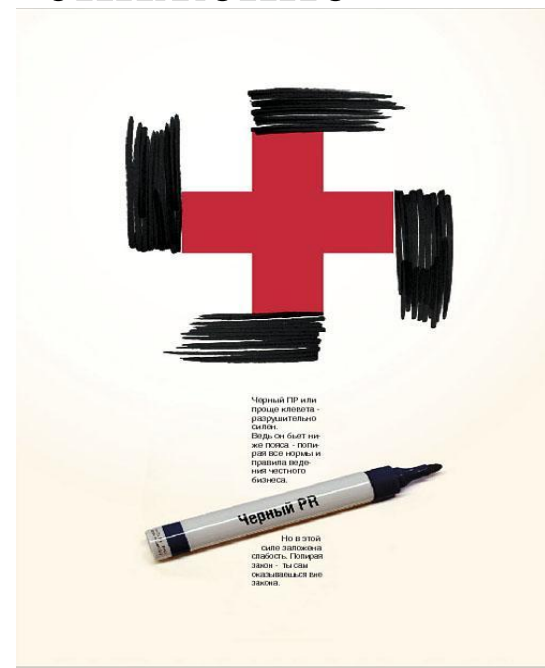 Черный ПР или
проще клевета -
разрушительно
силен.
Ведь он бьет ни-
же пояса - попи-
рая все нормы и
правила веде-
ния честного
бизнеса.
Черный PR
Но в этой
силе заложена
слабость. Попирая
закон - ты сам
оказываешься вне
закона.